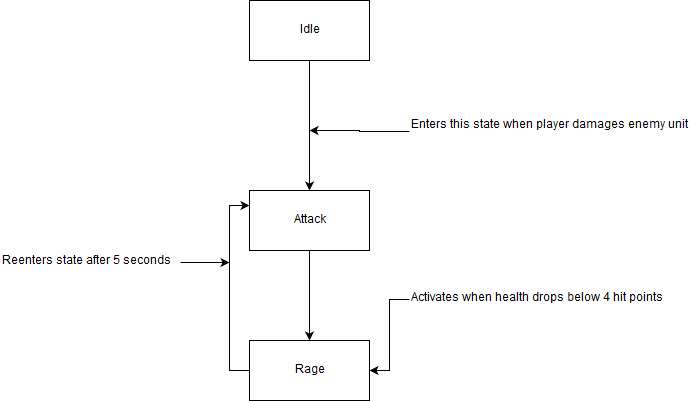 Idle
Enters this state when player damages enemy unit
Attack
Reenters state after 5 seconds
Activates when health drops below 4 hit points
Rage